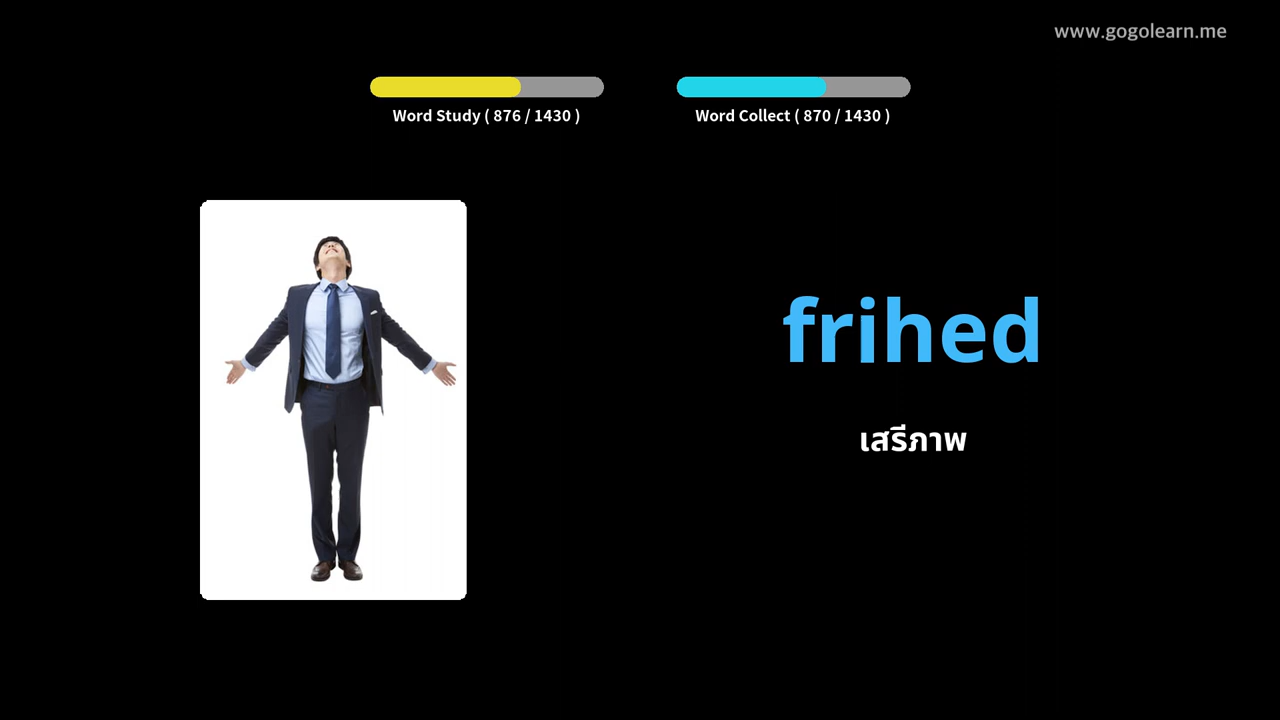 www.gogolearn.me
Word Study ( 876 / 1430 )
Word Collect ( 870 / 1430 )
frihed
เสรีภาพ